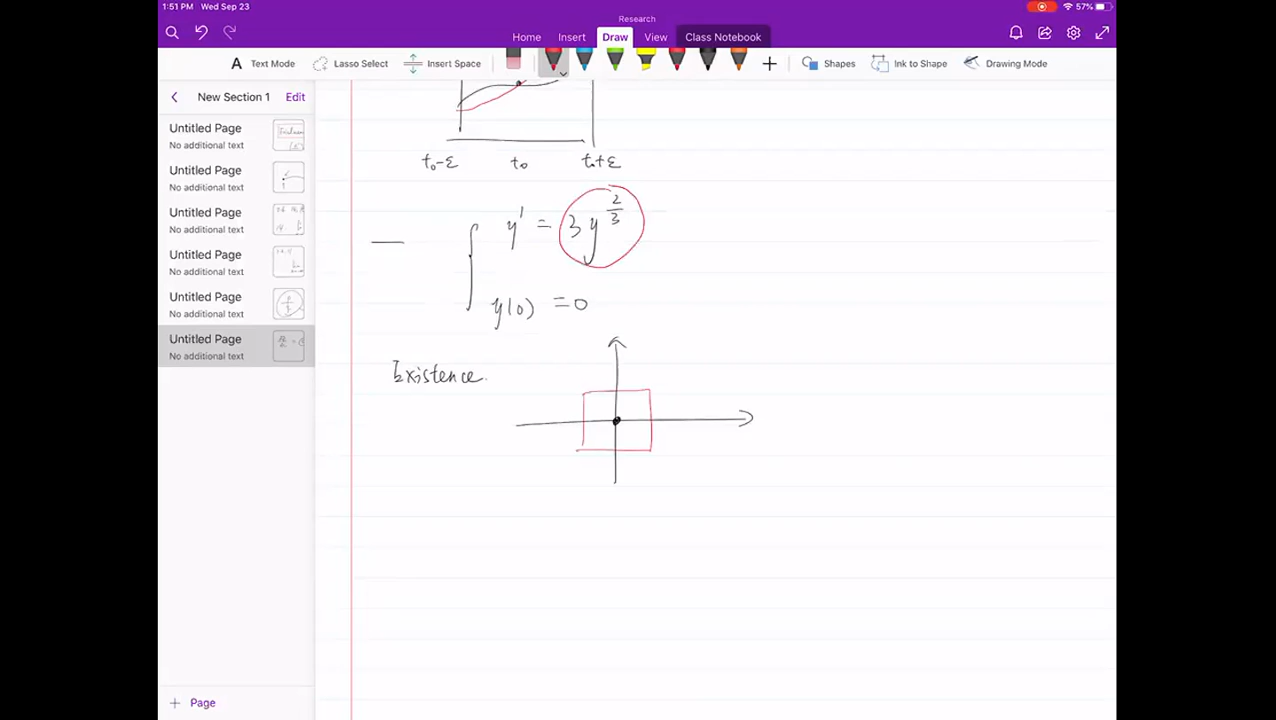 1:51 PM Wed Sep 23
57%
Research
Home Insert Draw View Class Notebook
A Text Mode Lasso Select Insert Space Shapes Ink to Shape Drawing Mode
New Section 1 Edit
Untitled Page
No additional text
Untitled Page
No additional text
Untitled Page
No additional text
Untitled Page
No additional text
Untitled Page
No additional text
Untitled Page
No additional text
Page
t₀-ε t₀ t₀+ε
y' = 3y^(2/3)
y(0) = 0
Existence.